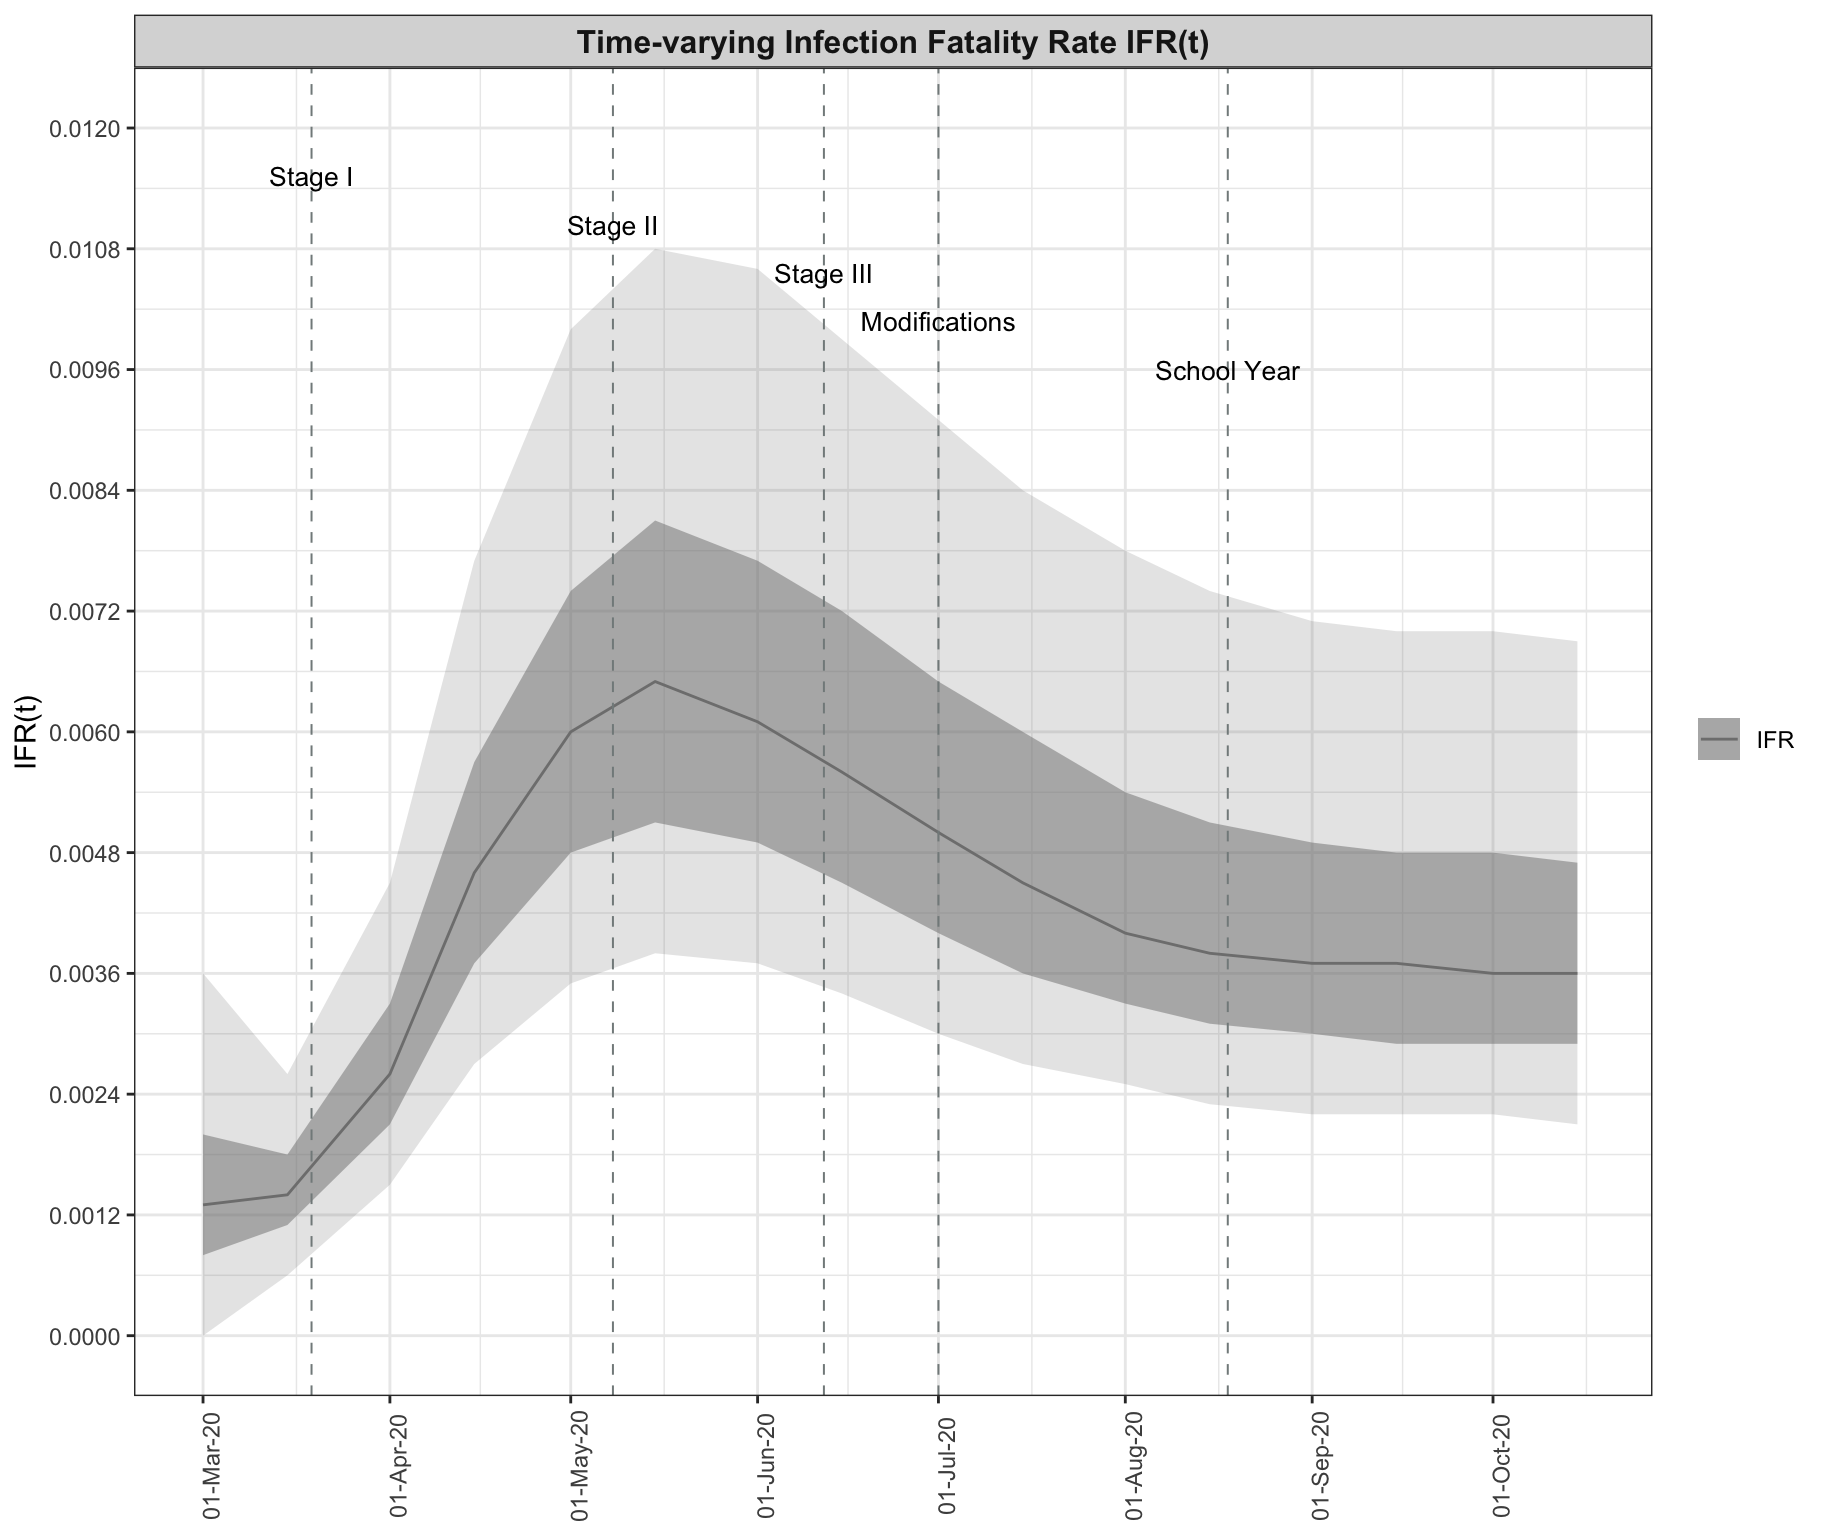 Time-varying Infection Fatality Rate IFR(t)
0.0120
Stage I
Stage II
0.0108
Stage III
Modifications
0.0096
School Year
0.0084
0.0072
IFR(t)
0.0060
IFR
0.0048
0.0036
0.0024
0.0012
0.0000
01-Mar-20
01-Apr-20
01-May-20
01-Jun-20
01-Jul-20
01-Aug-20
01-Sep-20
01-Oct-20